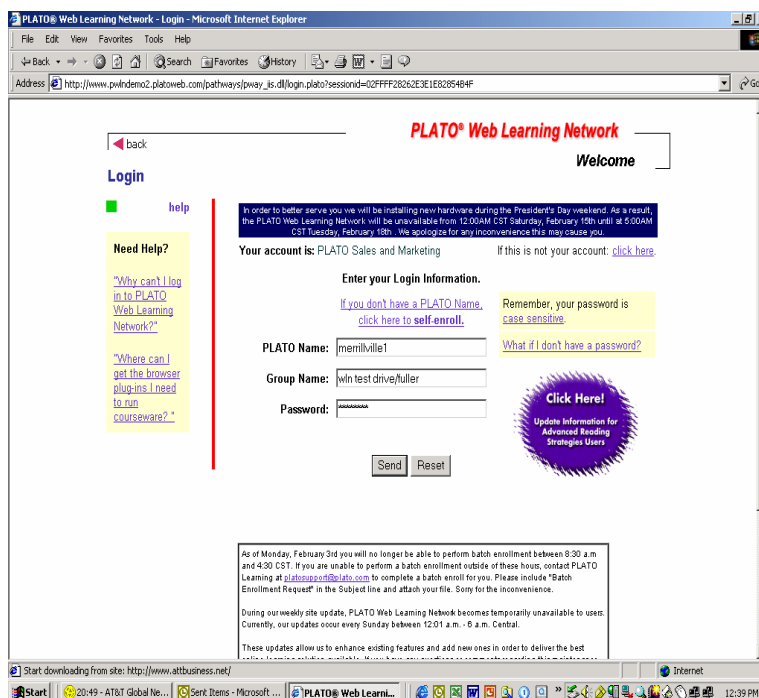 PLATO® Web Learning Network - Login - Microsoft Internet Explorer
File Edit View Favorites Tools Help
Back Search Favorites History
Address http://www.pwlndemo2.platoweb.com/pathways/pway_iis.dll/login.plato?sessionid=02FFFF28262E3E1E82854B4F Go
PLATO® Web Learning Network
back
Welcome
Login
help
In order to better serve you we will be installing new hardware during the President's Day weekend. As a result,
the PLATO Web Learning Network will be unavailable from 12:00AM CST Saturday, February 15th until at 5:00AM
CST Tuesday, February 18th . We apologize for any inconvenience this may cause you.
Need Help?
"Why can't I log
in to PLATO
Web Learning
Network?"
"Where can I
get the browser
plug-ins I need
to run
courseware? "
Your account is: PLATO Sales and Marketing If this is not your account: click here.
Enter your Login Information.
If you don't have a PLATO Name,
click here to self-enroll.
Remember, your password is
case sensitive.
What if I don't have a password?
PLATO Name: merrillville1
Group Name: wln test drive/fuller
Password: ********
Click Here!
Update Information for
Advanced Reading
Strategies Users
Send Reset
As of Monday, February 3rd you will no longer be able to perform batch enrollment between 8:30 a.m
and 4:30 CST. If you are unable to perform a batch enrollment outside of these hours, contact PLATO
Learning at platosupport@plato.com to complete a batch enroll for you. Please include "Batch
Enrollment Request" in the Subject line and attach your file. Sorry for the
inconvenience.
During our weekly site update, PLATO Web Learning Network becomes temporarily unavailable to users.
Currently, our updates occur every Sunday between 12:01 a.m. - 6 a.m. Central.
These updates allow us to enhance existing features and add new ones in order to deliver the best
Start downloading from site: http://www.attbusiness.net/ Internet
Start 20:49 - AT&T Global Ne... Sent Items - Microsoft ... PLATO® Web Learni... 12:39 PM